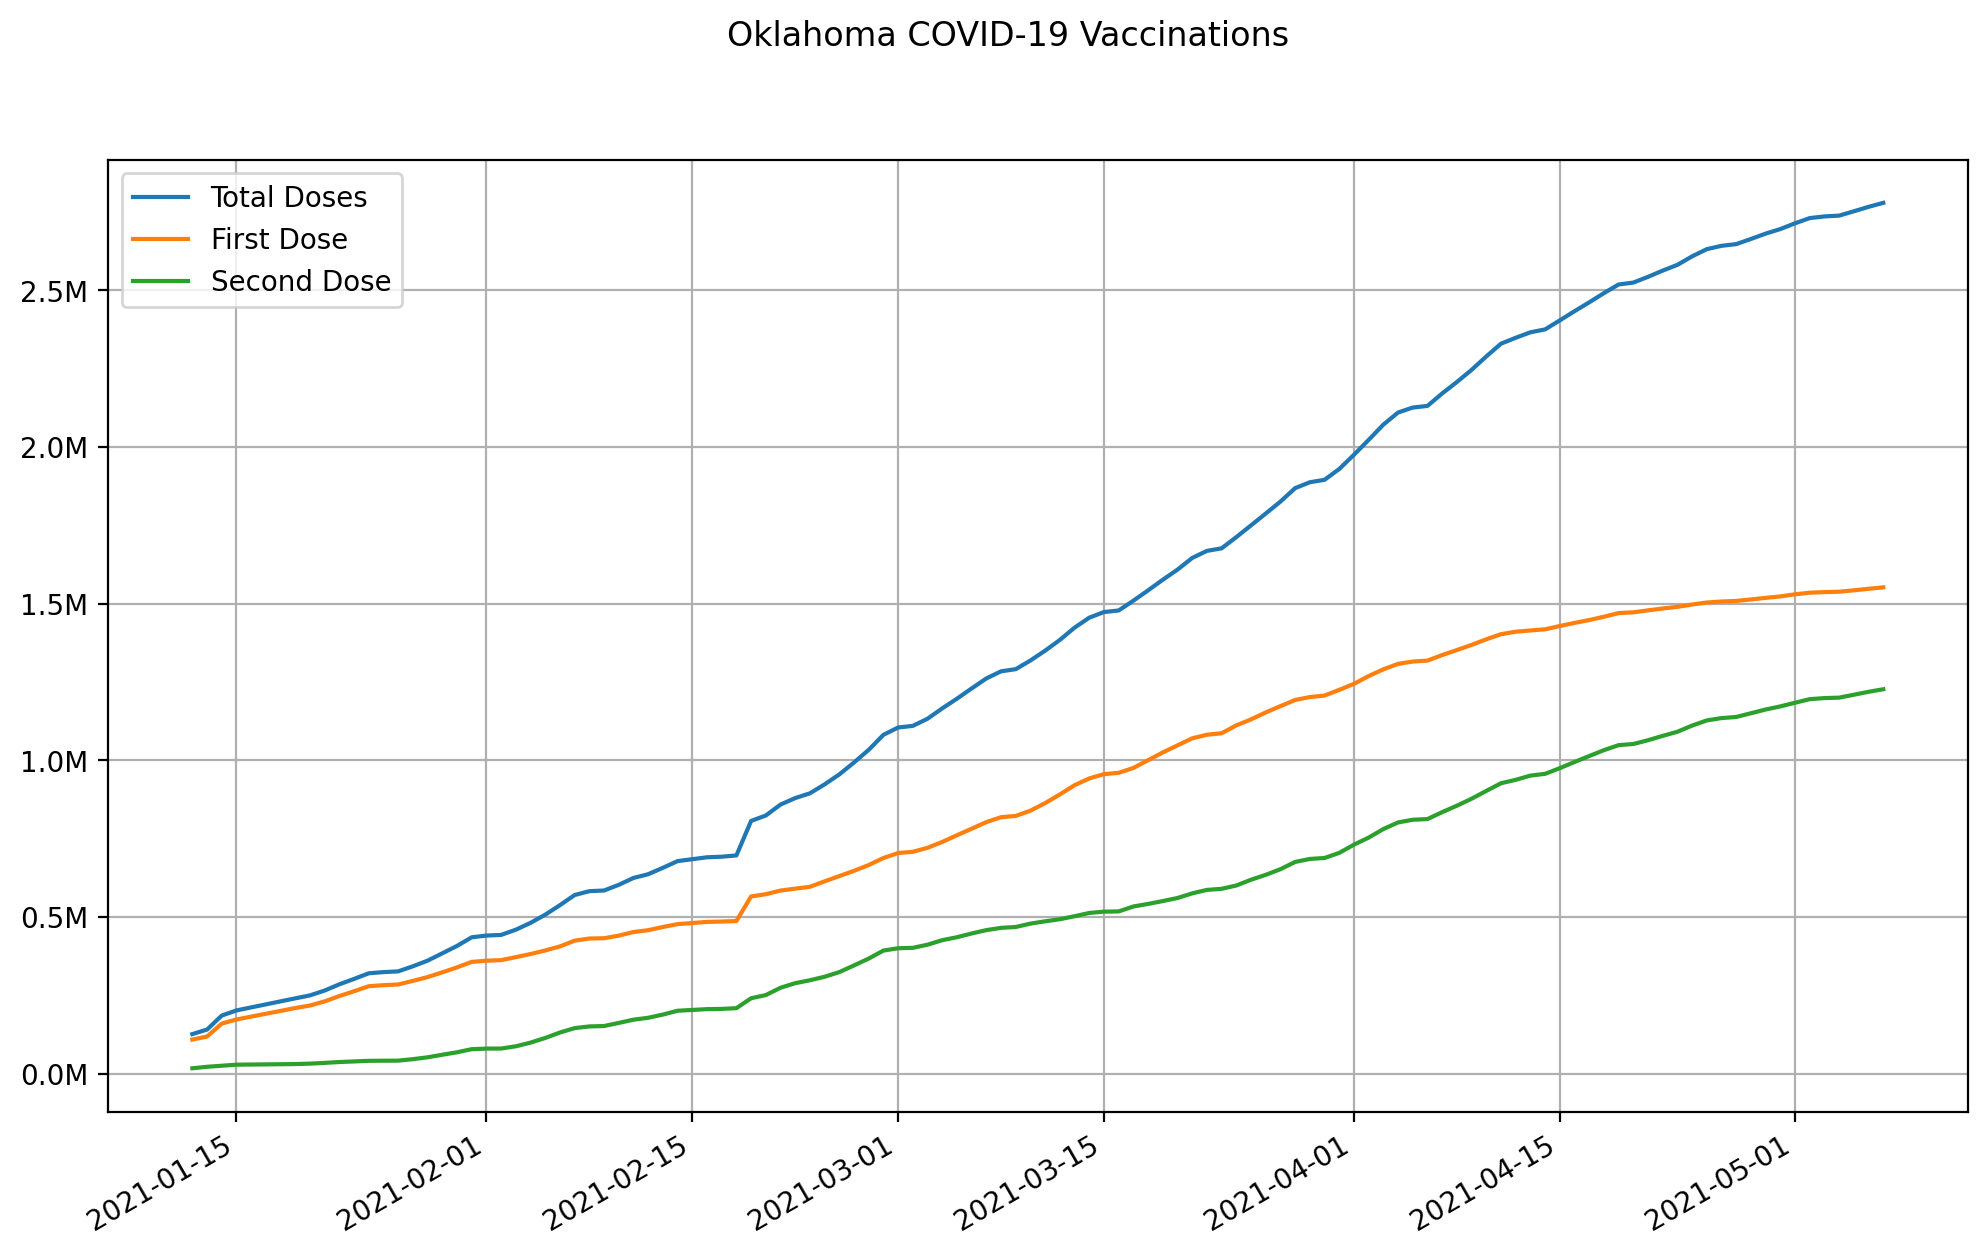 Oklahoma COVID-19 Vaccinations
Total Doses
First Dose
Second Dose
2.5M
2.0M
1.5M
1.0M
0.5M
0.0M
2021-01-15
2021-02-01
2021-02-15
2021-03-01
2021-03-15
2021-04-01
2021-04-15
2021-05-01